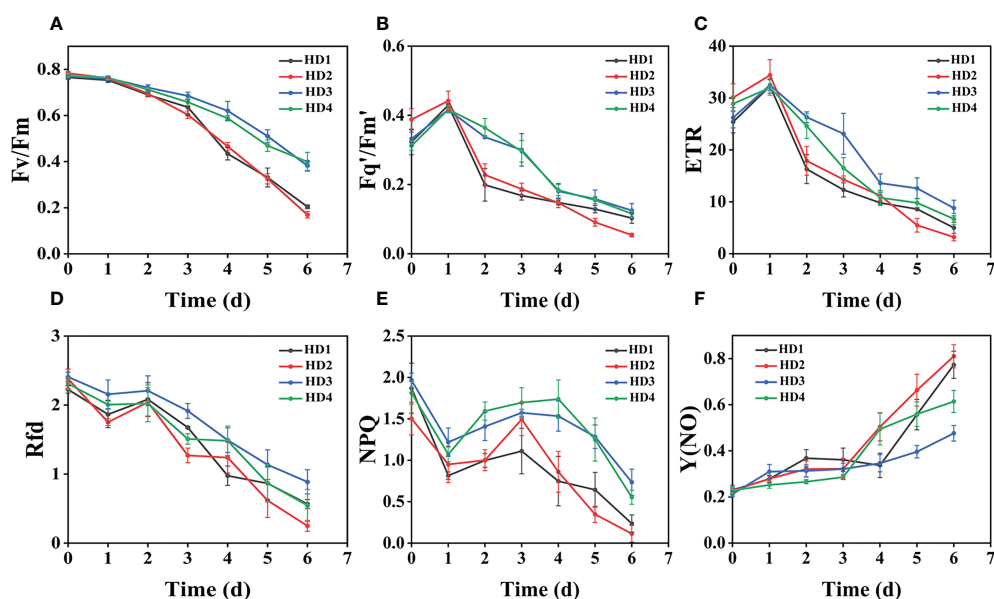 A
Fv/Fm
0.8
0.6
0.4
0.2
0.0
0 1 2 3 4 5 6 7
Time (d)
HD1
HD2
HD3
HD4
B
Fq'/Fm'
0.6
0.4
0.2
0.0
0 1 2 3 4 5 6 7
Time (d)
HD1
HD2
HD3
HD4
C
ETR
40
30
20
10
0
0 1 2 3 4 5 6 7
Time (d)
HD1
HD2
HD3
HD4
D
Rfd
3
2
1
0
0 1 2 3 4 5 6 7
Time (d)
HD1
HD2
HD3
HD4
E
NPQ
2.5
2.0
1.5
1.0
0.5
0.0
0 1 2 3 4 5 6 7
Time (d)
HD1
HD2
HD3
HD4
F
Y(NO)
0.8
0.6
0.4
0.2
0.0
0 1 2 3 4 5 6 7
Time (d)
HD1
HD2
HD3
HD4